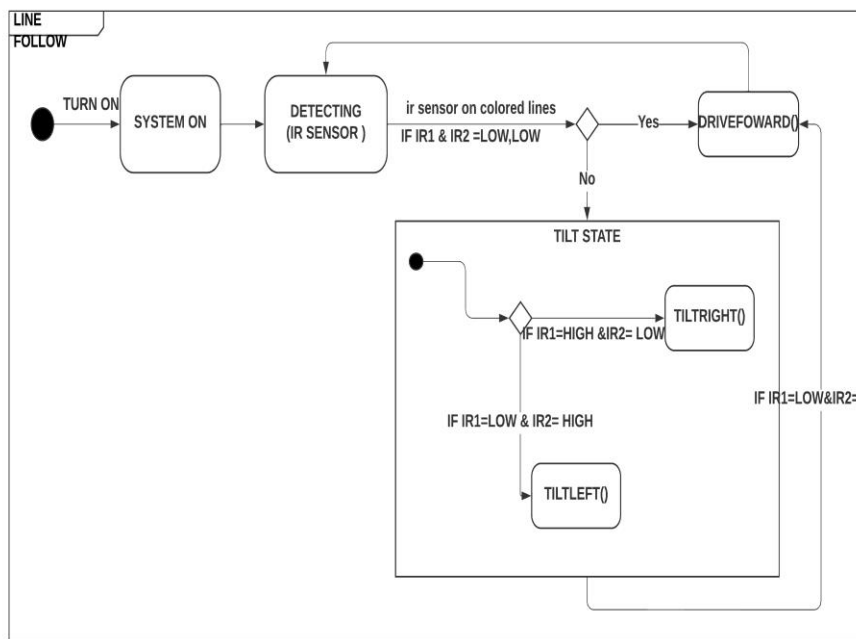 LINE
FOLLOW
TURN ON
SYSTEM ON
DETECTING
(IR SENSOR )
ir sensor on colored lines
IF IR1 & IR2 =LOW,LOW
Yes
DRIVEFOWARD()
No
TILT STATE
IF IR1=HIGH &IR2= LOW
TILTRIGHT()
IF IR1=LOW & IR2= HIGH
TILTLEFT()
IF IR1=LOW&IR2=